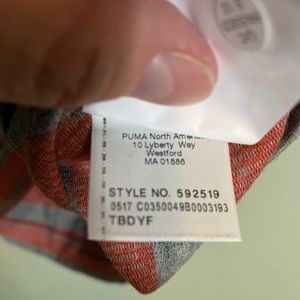 PUMA North America
10 Lyberty Way
Westford
MA 01886
STYLE NO. 592519
0517 C0350049B0003193
TBDYF